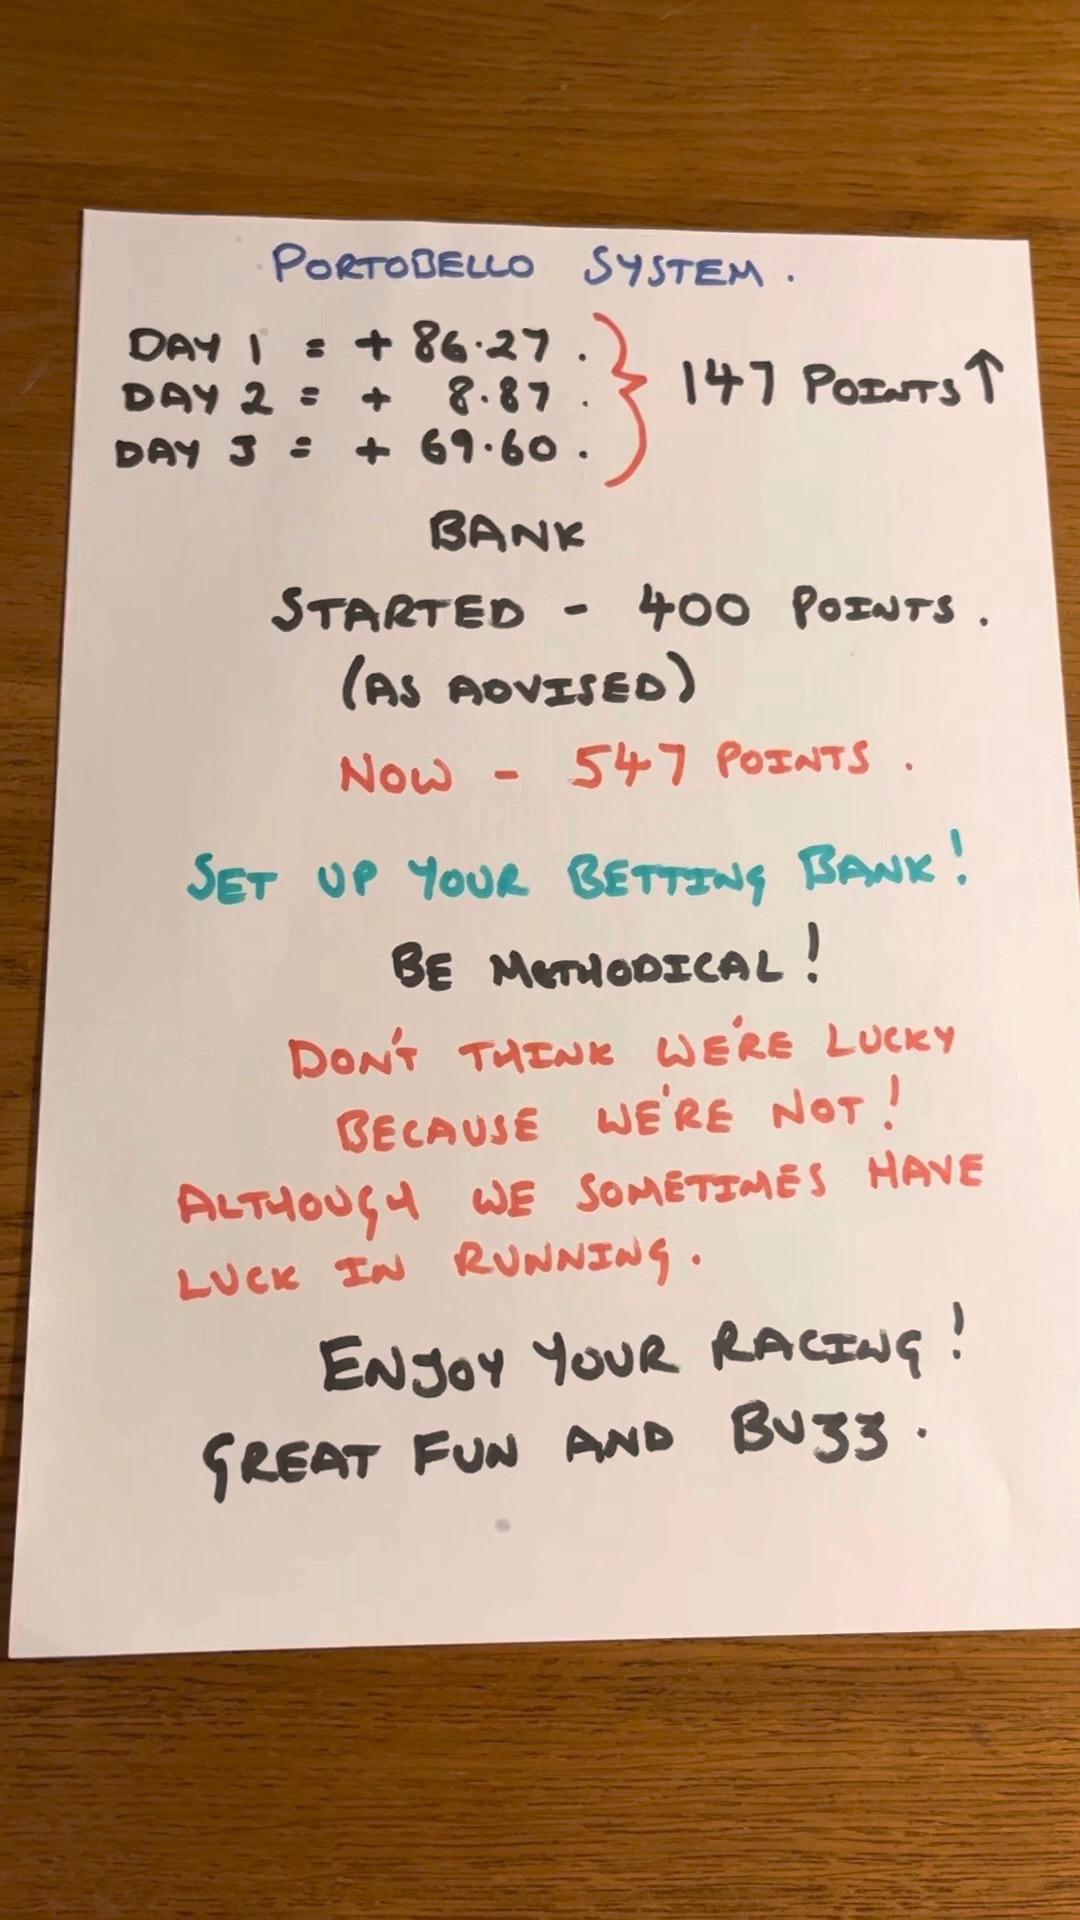 PORTOBELLO SYSTEM.
DAY 1 = + 86.27.
DAY 2 = + 8.87.
DAY 3 = + 69.60.
147 POINTS ↑
BANK
STARTED - 400 POINTS.
(AS ADVISED)
NOW - 547 POINTS.
SET UP YOUR BETTING BANK!
BE METHODICAL!
DON'T THINK WE'RE LUCKY
BECAUSE WE'RE NOT!
ALTHOUGH WE SOMETIMES HAVE
LUCK IN RUNNING.
ENJOY YOUR RACING!
GREAT FUN AND BUZZ.